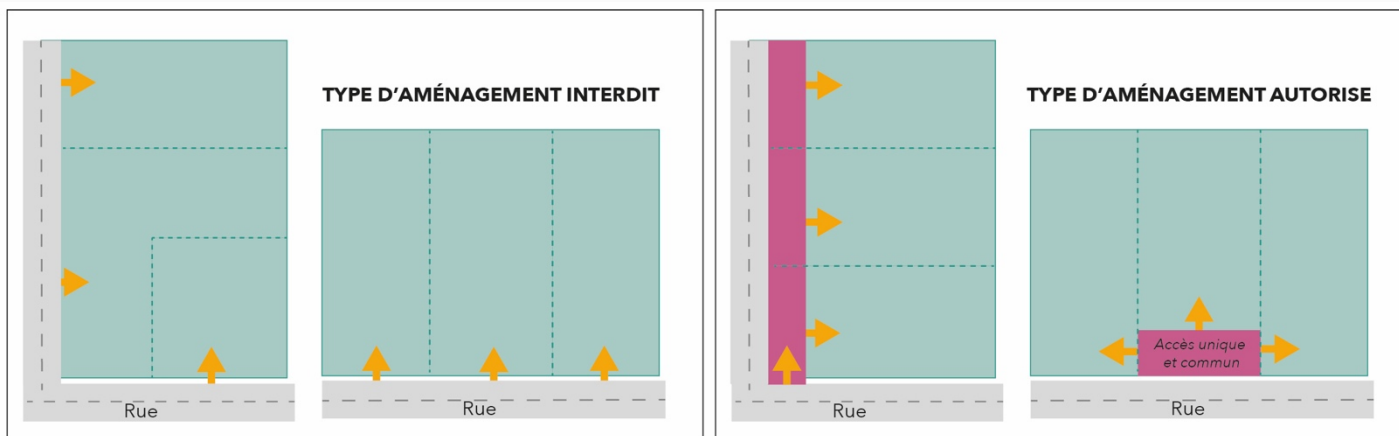 TYPE D'AMÉNAGEMENT INTERDIT
Rue
Rue
TYPE D'AMÉNAGEMENT AUTORISE
Accès unique
et commun
Rue
Rue